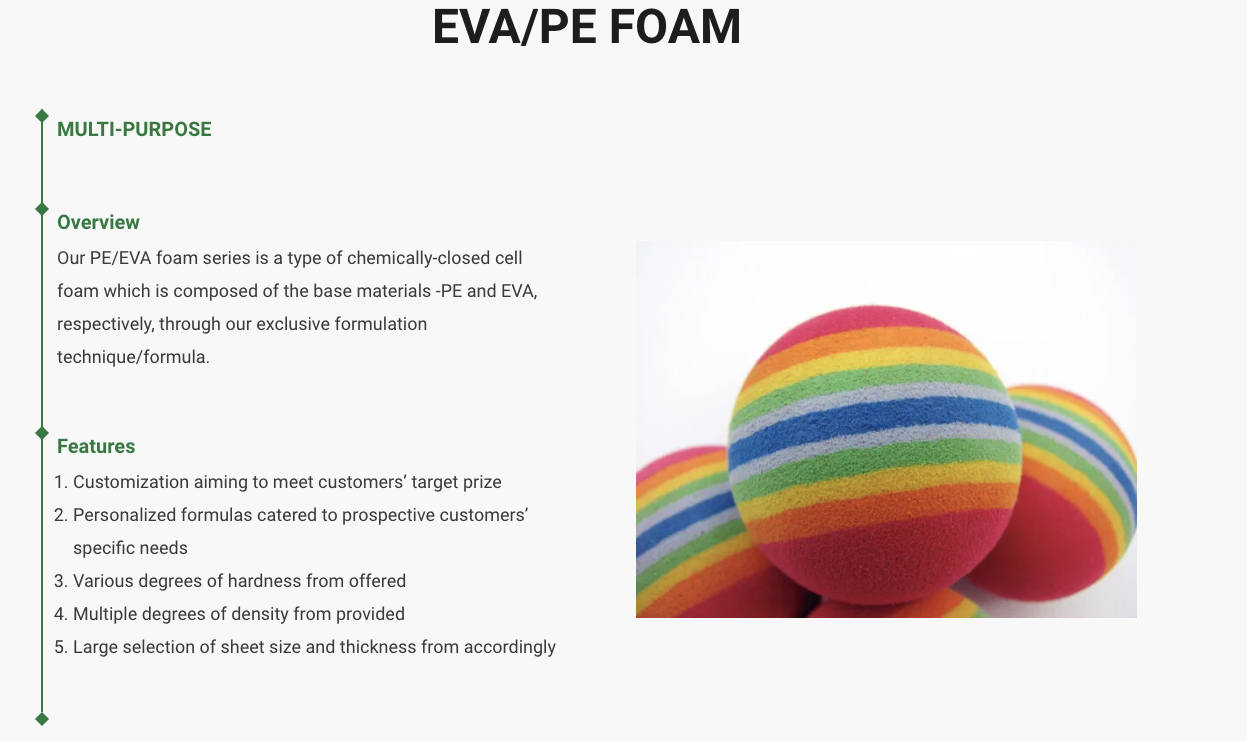 EVA/PE FOAM
MULTI-PURPOSE
Overview
Our PE/EVA foam series is a type of chemically-closed cell
foam which is composed of the base materials -PE and EVA,
respectively, through our exclusive formulation
technique/formula.
Features
1. Customization aiming to meet customers’ target prize
2. Personalized formulas catered to prospective customers’
specific needs
3. Various degrees of hardness from offered
4. Multiple degrees of density from provided
5. Large selection of sheet size and thickness from accordingly